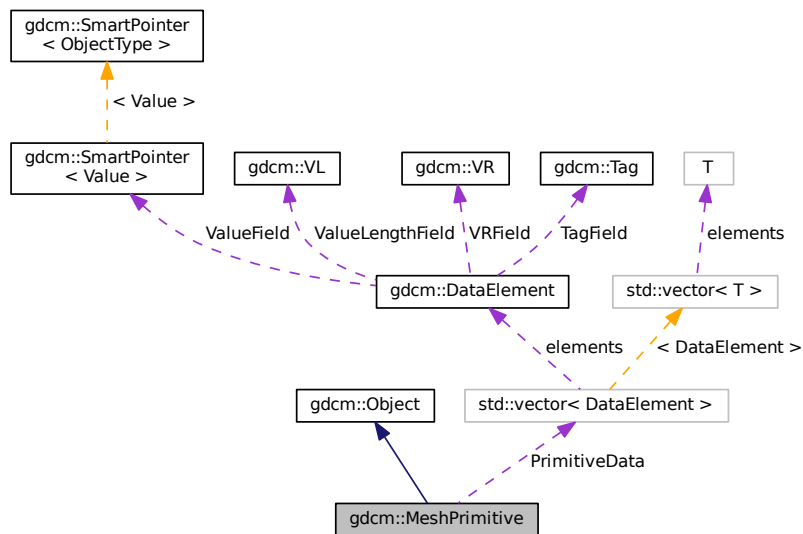 gdcm::SmartPointer
< ObjectType >
< Value >
gdcm::SmartPointer
< Value >
gdcm::VL
gdcm::VR
gdcm::Tag
T
ValueField
ValueLengthField
VRField
TagField
elements
gdcm::DataElement
std::vector< T >
elements
< DataElement >
gdcm::Object
std::vector< DataElement >
PrimitiveData
gdcm::MeshPrimitive